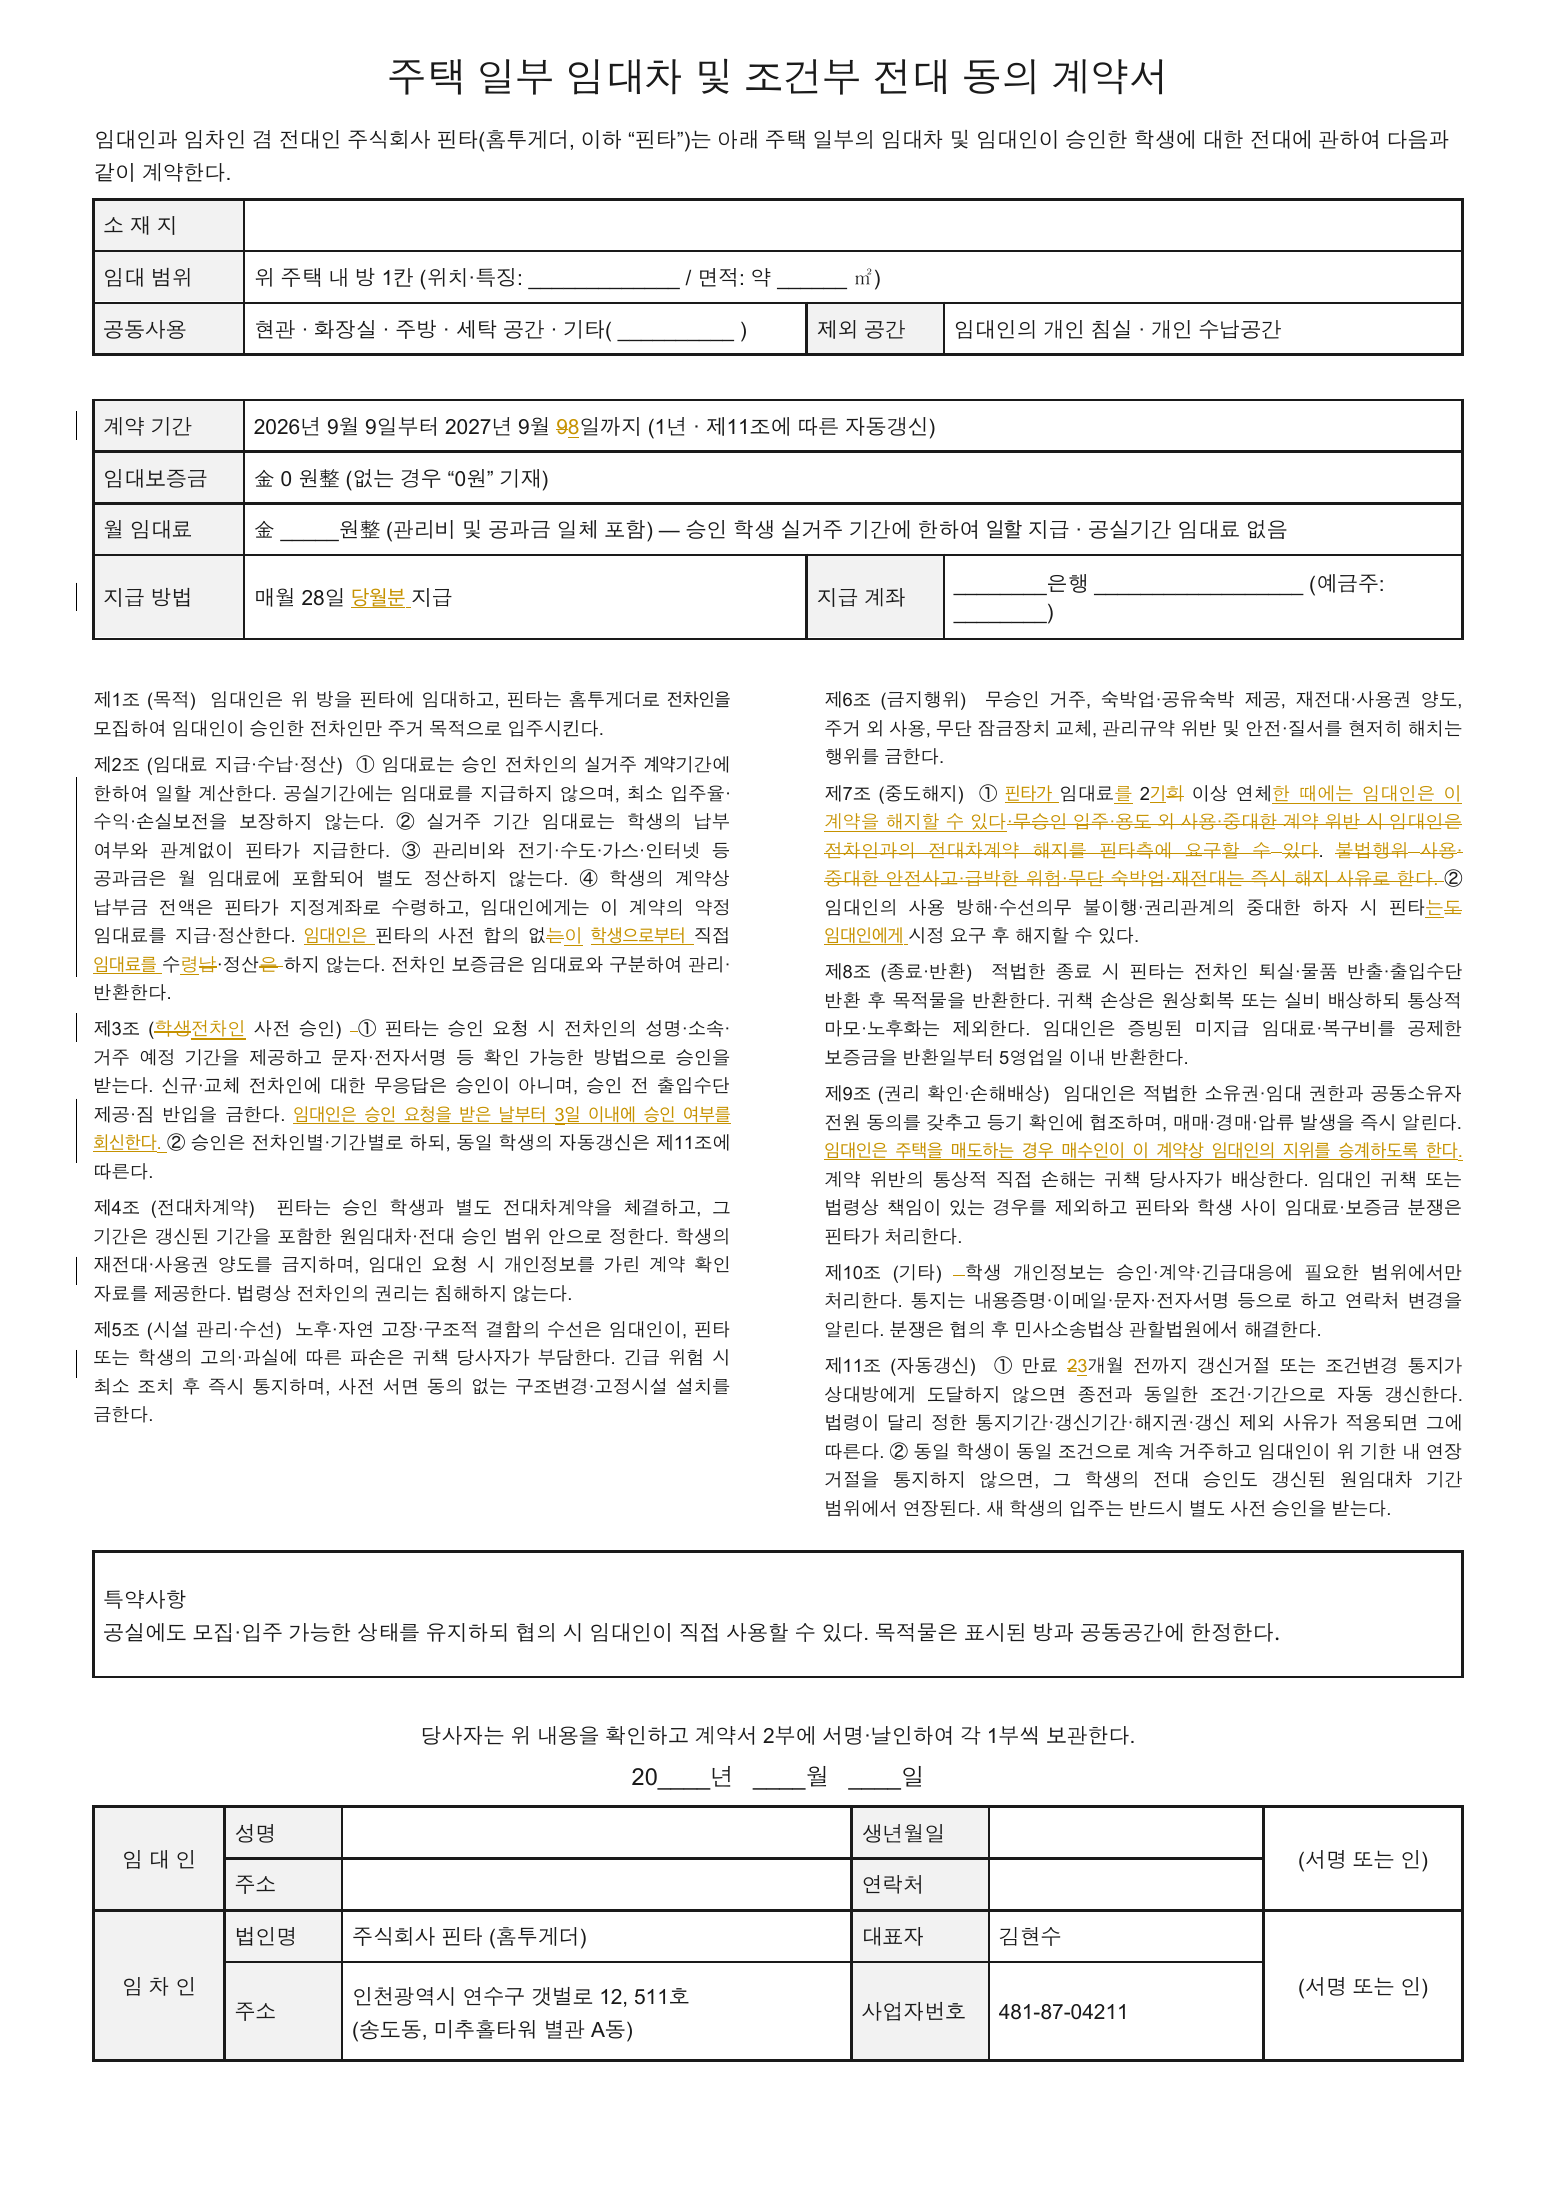 주택 일부 임대차 및 조건부 전대 동의 계약서
임대인과 임차인 겸 전대인 주식회사 핀타(홈투게더, 이하 “핀타”)는 아래 주택 일부의 임대차 및 임대인이 승인한 학생에 대한 전대에 관하여 다음과
같이 계약한다.
소 재 지
임대 범위 위 주택 내 방 1칸 (위치·특징: _____________ / 면적: 약 ______ ㎡)
공동사용 현관 · 화장실 · 주방 · 세탁 공간 · 기타( __________ ) 제외 공간 임대인의 개인 침실 · 개인 수납공간
계약 기간 2026년 9월 9일부터 2027년 9월 98일까지 (1년 · 제11조에 따른 자동갱신)
임대보증금 金 0 원整 (없는 경우 “0원” 기재)
월 임대료 金 _____원整 (관리비 및 공과금 일체 포함) — 승인 학생 실거주 기간에 한하여 일할 지급 · 공실기간 임대료 없음
지급 방법 매월 28일 당월분 지급 지급 계좌 ________은행 __________________ (예금주:
________)
제1조 (목적) 임대인은 위 방을 핀타에 임대하고, 핀타는 홈투게더로 전차인을
모집하여 임대인이 승인한 전차인만 주거 목적으로 입주시킨다.
제2조 (임대료 지급·수납·정산) ① 임대료는 승인 전차인의 실거주 계약기간에
한하여 일할 계산한다. 공실기간에는 임대료를 지급하지 않으며, 최소 입주율·
수익·손실보전을 보장하지 않는다. ② 실거주 기간 임대료는 학생의 납부
여부와 관계없이 핀타가 지급한다. ③ 관리비와 전기·수도·가스·인터넷 등
공과금은 월 임대료에 포함되어 별도 정산하지 않는다. ④ 학생의 계약상
납부금 전액은 핀타가 지정계좌로 수령하고, 임대인에게는 이 계약의 약정
임대료를 지급·정산한다. 임대인은 핀타의 사전 합의 없는이 학생으로부터 직접
임대료를 수령납·정산은 하지 않는다. 전차인 보증금은 임대료와 구분하여 관리·
반환한다.
제3조 (학생전차인 사전 승인) ① 핀타는 승인 요청 시 전차인의 성명·소속·
거주 예정 기간을 제공하고 문자·전자서명 등 확인 가능한 방법으로 승인을
받는다. 신규·교체 전차인에 대한 무응답은 승인이 아니며, 승인 전 출입수단
제공·짐 반입을 금한다. 임대인은 승인 요청을 받은 날부터 3일 이내에 승인 여부를
회신한다. ② 승인은 전차인별·기간별로 하되, 동일 학생의 자동갱신은 제11조에
따른다.
제4조 (전대차계약) 핀타는 승인 학생과 별도 전대차계약을 체결하고, 그
기간은 갱신된 기간을 포함한 원임대차·전대 승인 범위 안으로 정한다. 학생의
재전대·사용권 양도를 금지하며, 임대인 요청 시 개인정보를 가린 계약 확인
자료를 제공한다. 법령상 전차인의 권리는 침해하지 않는다.
제5조 (시설 관리·수선) 노후·자연 고장·구조적 결함의 수선은 임대인이, 핀타
또는 학생의 고의·과실에 따른 파손은 귀책 당사자가 부담한다. 긴급 위험 시
최소 조치 후 즉시 통지하며, 사전 서면 동의 없는 구조변경·고정시설 설치를
금한다.
제6조 (금지행위) 무승인 거주, 숙박업·공유숙박 제공, 재전대·사용권 양도,
주거 외 사용, 무단 잠금장치 교체, 관리규약 위반 및 안전·질서를 현저히 해치는
행위를 금한다.
제7조 (중도해지) ① 핀타가 임대료를 2기회 이상 연체한 때에는 임대인은 이
계약을 해지할 수 있다·무승인 입주·용도 외 사용·중대한 계약 위반 시 임대인은
전차인과의 전대차계약 해지를 핀타측에 요구할 수 있다. 불법행위 사용·
중대한 안전사고·급박한 위험·무단 숙박업·재전대는 즉시 해지 사유로 한다. ②
임대인의 사용 방해·수선의무 불이행·권리관계의 중대한 하자 시 핀타는도
임대인에게 시정 요구 후 해지할 수 있다.
제8조 (종료·반환) 적법한 종료 시 핀타는 전차인 퇴실·물품 반출·출입수단
반환 후 목적물을 반환한다. 귀책 손상은 원상회복 또는 실비 배상하되 통상적
마모·노후화는 제외한다. 임대인은 증빙된 미지급 임대료·복구비를 공제한
보증금을 반환일부터 5영업일 이내 반환한다.
제9조 (권리 확인·손해배상) 임대인은 적법한 소유권·임대 권한과 공동소유자
전원 동의를 갖추고 등기 확인에 협조하며, 매매·경매·압류 발생을 즉시 알린다.
임대인은 주택을 매도하는 경우 매수인이 이 계약상 임대인의 지위를 승계하도록 한다.
계약 위반의 통상적 직접 손해는 귀책 당사자가 배상한다. 임대인 귀책 또는
법령상 책임이 있는 경우를 제외하고 핀타와 학생 사이 임대료·보증금 분쟁은
핀타가 처리한다.
제10조 (기타) 학생 개인정보는 승인·계약·긴급대응에 필요한 범위에서만
처리한다. 통지는 내용증명·이메일·문자·전자서명 등으로 하고 연락처 변경을
알린다. 분쟁은 협의 후 민사소송법상 관할법원에서 해결한다.
제11조 (자동갱신) ① 만료 23개월 전까지 갱신거절 또는 조건변경 통지가
상대방에게 도달하지 않으면 종전과 동일한 조건·기간으로 자동 갱신한다.
법령이 달리 정한 통지기간·갱신기간·해지권·갱신 제외 사유가 적용되면 그에
따른다. ② 동일 학생이 동일 조건으로 계속 거주하고 임대인이 위 기한 내 연장
거절을 통지하지 않으면, 그 학생의 전대 승인도 갱신된 원임대차 기간
범위에서 연장된다. 새 학생의 입주는 반드시 별도 사전 승인을 받는다.
특약사항
공실에도 모집·입주 가능한 상태를 유지하되 협의 시 임대인이 직접 사용할 수 있다. 목적물은 표시된 방과 공동공간에 한정한다.
당사자는 위 내용을 확인하고 계약서 2부에 서명·날인하여 각 1부씩 보관한다.
20____년 ____월 ____일
임 대 인 성명 생년월일 (서명 또는 인)
주소 연락처
임 차 인 법인명 주식회사 핀타 (홈투게더) 대표자 김현수 (서명 또는 인)
주소 인천광역시 연수구 갯벌로 12, 511호
(송도동, 미추홀타워 별관 A동) 사업자번호 481-87-04211